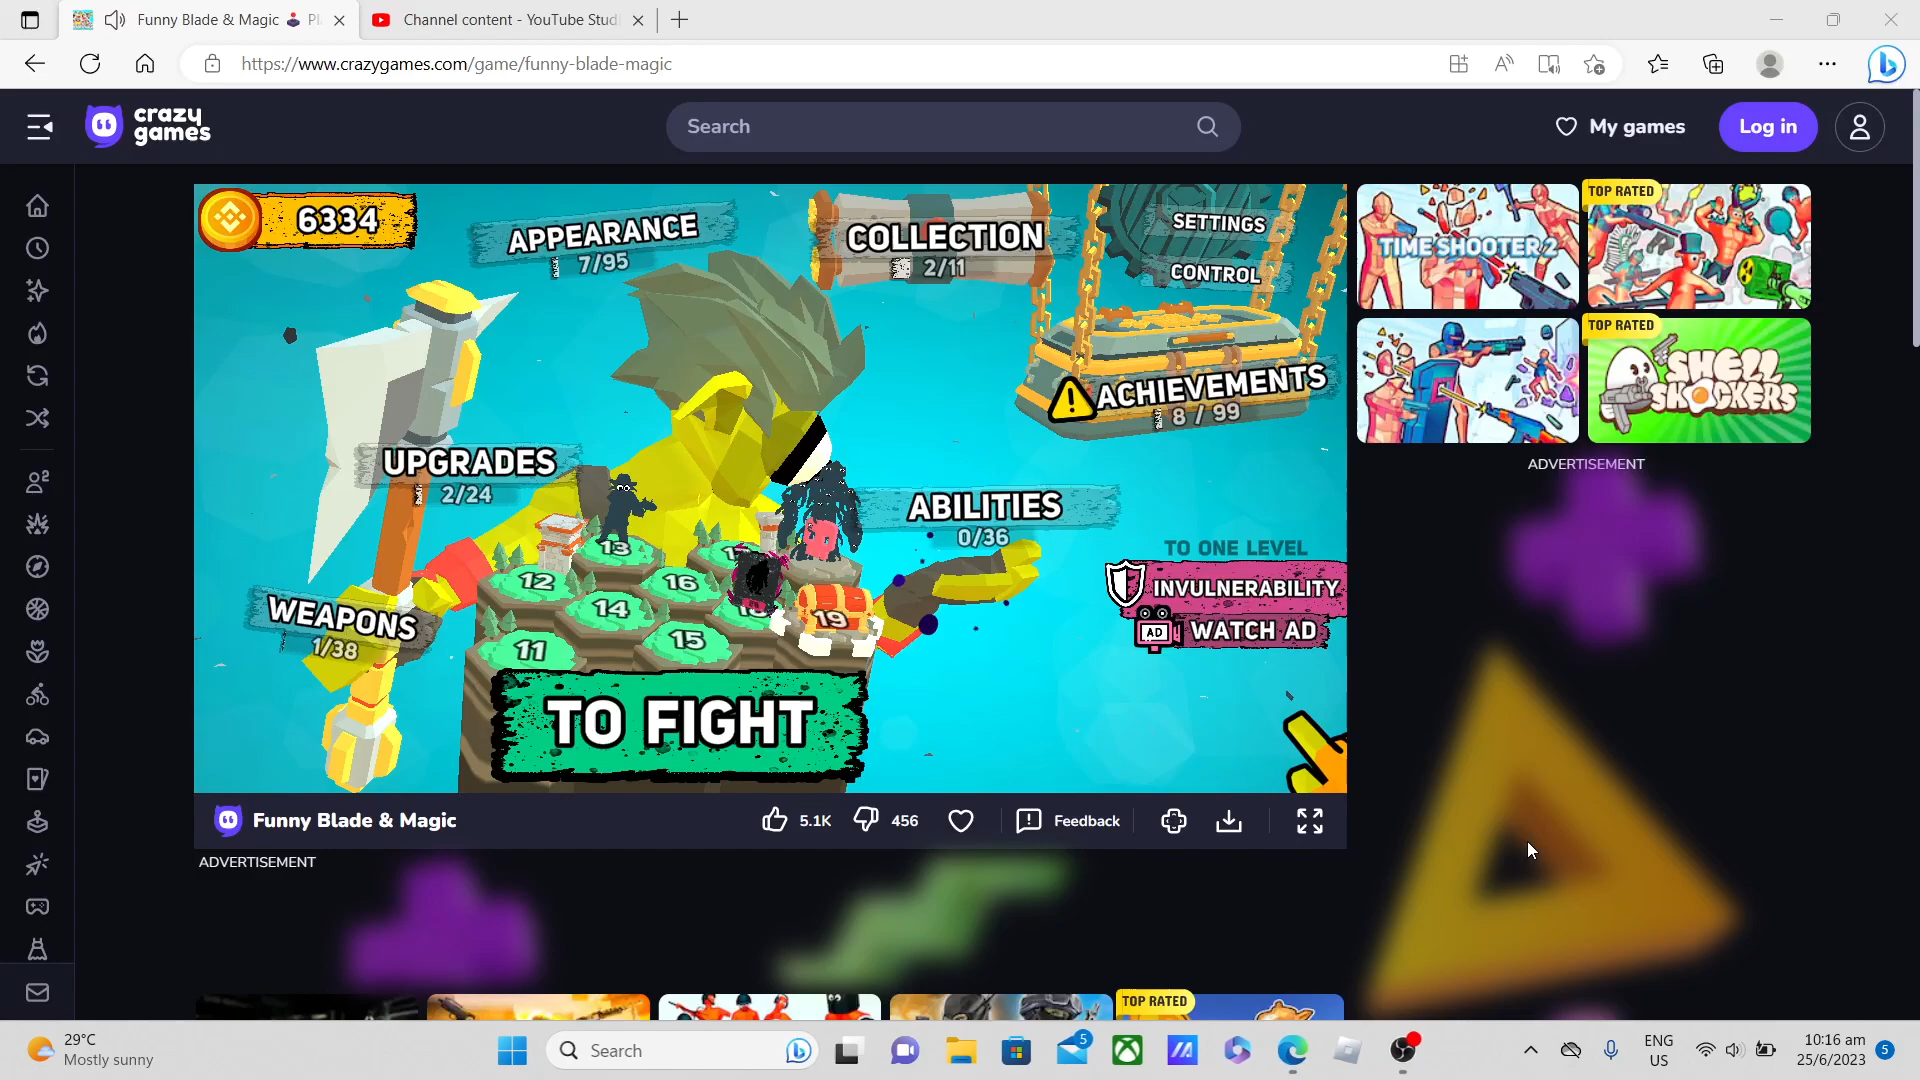 Funny Blade & Magic
Channel content - YouTube Stud
https://www.crazygames.com/game/funny-blade-magic
crazy
games
Search
My games
Log in
6334
APPEARANCE
7/95
COLLECTION
2/11
SETTINGS
CONTROL
ACHIEVEMENTS
8 / 99
UPGRADES
2/24
ABILITIES
0/36
WEAPONS
1/38
TO ONE LEVEL
INVULNERABILITY
AD
WATCH AD
13
12
16
14
19
15
11
TO FIGHT
TIME SHOOTER 2
TOP RATED
TOP RATED
SHELL
SHOCKERS
ADVERTISEMENT
Funny Blade & Magic
5.1K
456
Feedback
ADVERTISEMENT
TOP RATED
29°C
Mostly sunny
Search
5
ENG
US
10:16 am
25/6/2023
5